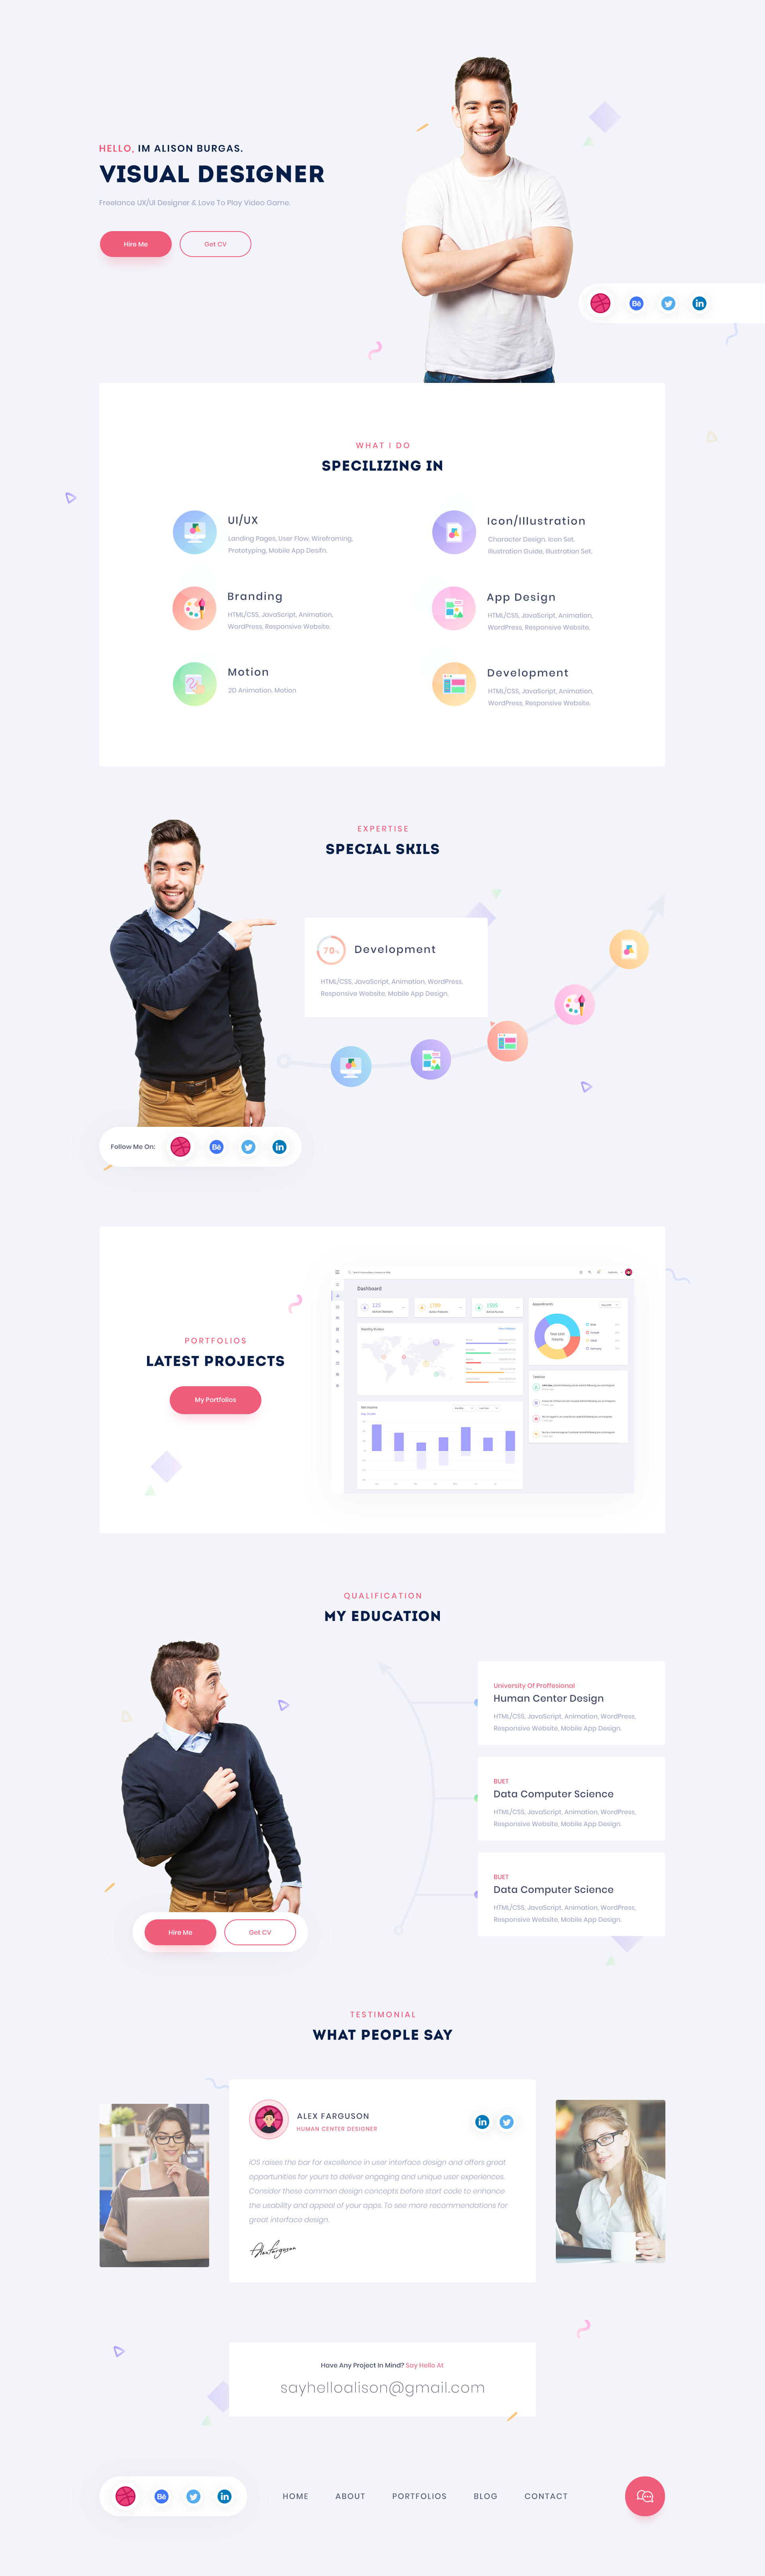 HELLO, IM ALISON BURGAS.
VISUAL DESIGNER
Freelance UX/UI Designer & Love To Play Video Game.
Hire Me
Get CV
Bē
in
WHAT I DO
SPECILIZING IN
UI/UX
Landing Pages, User Flow, Wireframing,
Prototyping, Mobile App Desifn.
Icon/Illustration
Character Design. Icon Set.
Illustration Guide, Illustration Set.
Branding
HTML/CSS, JavaScript, Animation,
WordPress, Responsive Website.
App Design
HTML/CSS, JavaScript, Animation,
WordPress, Responsive Website.
Motion
2D Animation. Motion
Development
HTML/CSS, JavaScript, Animation,
WordPress, Responsive Website.
EXPERTISE
SPECIAL SKILS
70%
Development
HTML/CSS, JavaScript, Animation, WordPress,
Responsive Website, Mobile App Design.
Follow Me On:
Bē
in
PORTFOLIOS
LATEST PROJECTS
My Portfolios
Dashboard
Appointments
QUALIFICATION
MY EDUCATION
University Of Proffesional
Human Center Design
HTML/CSS, JavaScript, Animation, WordPress,
Responsive Website, Mobile App Design.
BUET
Data Computer Science
HTML/CSS, JavaScript, Animation, WordPress,
Responsive Website, Mobile App Design.
BUET
Data Computer Science
HTML/CSS, JavaScript, Animation, WordPress,
Responsive Website, Mobile App Design.
Hire Me
Get CV
TESTIMONIAL
WHAT PEOPLE SAY
ALEX FARGUSON
HUMAN CENTER DESIGNER
in
iOS raises the bar for excellence in user interface design and offers great
opportunities for yours to deliver engaging and unique user experiences.
Consider these common design concepts before start code to enhance
the usability and appeal of your apps. To see more recommendations for
great interface design.
Alex Farguson
Have Any Project In Mind? Say Hello At
sayhelloalison@gmail.com
Bē
in
HOME
ABOUT
PORTFOLIOS
BLOG
CONTACT